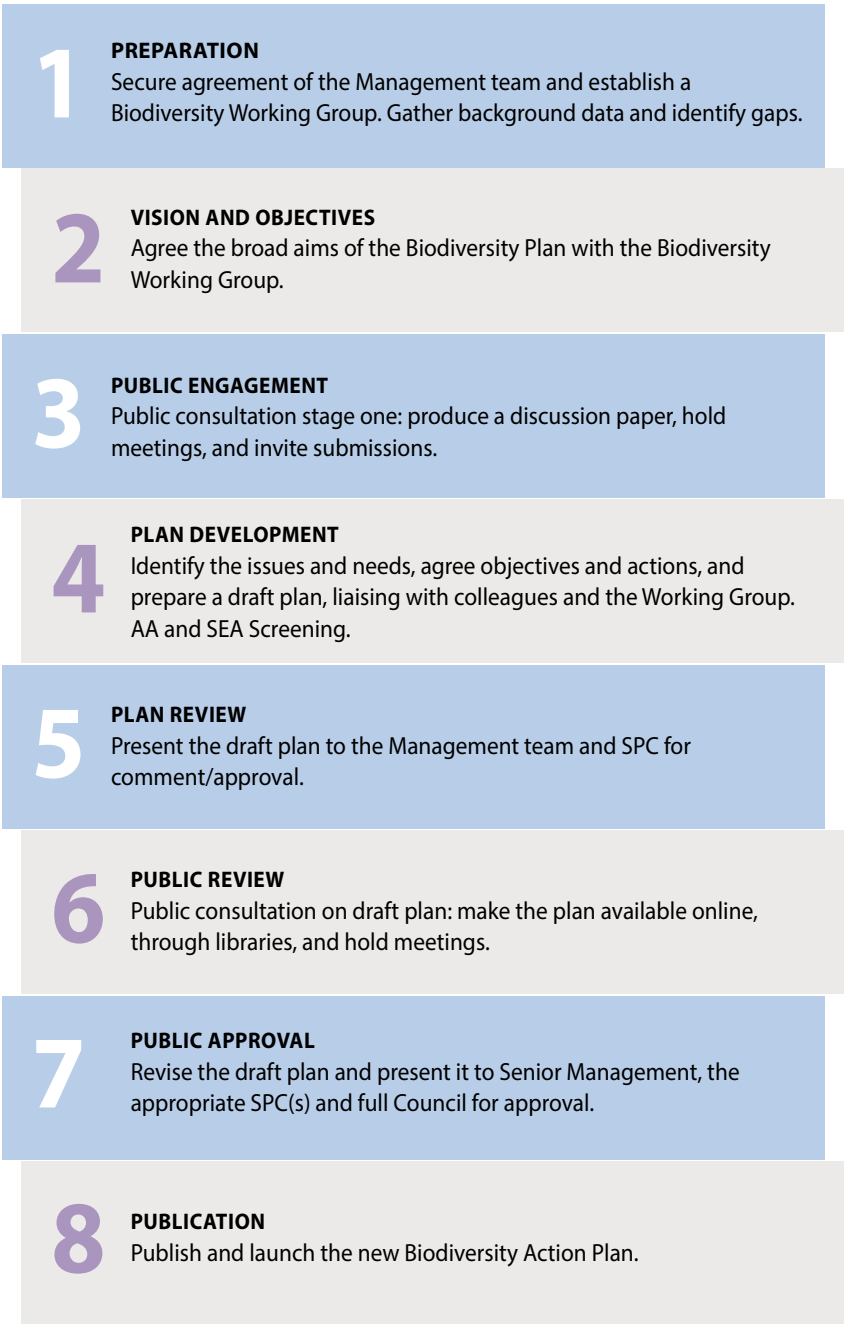 1
PREPARATION
Secure agreement of the Management team and establish a
Biodiversity Working Group. Gather background data and identify gaps.
2
VISION AND OBJECTIVES
Agree the broad aims of the Biodiversity Plan with the Biodiversity
Working Group.
3
PUBLIC ENGAGEMENT
Public consultation stage one: produce a discussion paper, hold
meetings, and invite submissions.
4
PLAN DEVELOPMENT
Identify the issues and needs, agree objectives and actions, and
prepare a draft plan, liaising with colleagues and the Working Group.
AA and SEA Screening.
5
PLAN REVIEW
Present the draft plan to the Management team and SPC for
comment/approval.
6
PUBLIC REVIEW
Public consultation on draft plan: make the plan available online,
through libraries, and hold meetings.
7
PUBLIC APPROVAL
Revise the draft plan and present it to Senior Management, the
appropriate SPC(s) and full Council for approval.
8
PUBLICATION
Publish and launch the new Biodiversity Action Plan.